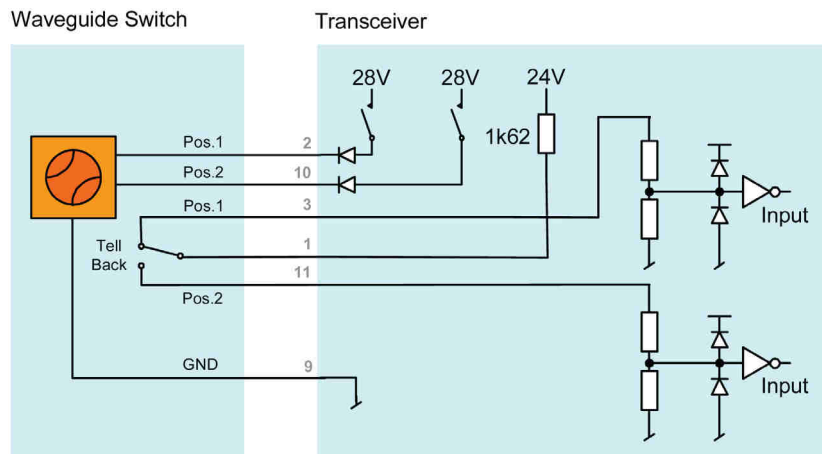 Waveguide Switch
Transceiver
28V
28V
24V
1k62
Pos.1
2
Pos.2
10
Pos.1
3
Tell
Back
1
11
Pos.2
Input
GND
9
Input